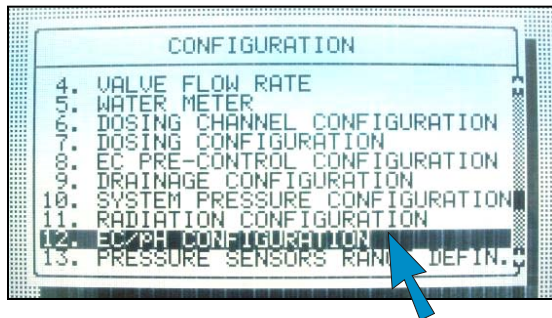 CONFIGURATION
4. VALVE FLOW RATE
5. WATER METER
6. DOSING CHANNEL CONFIGURATION
7. DOSING CONFIGURATION
8. EC PRE-CONTROL CONFIGURATION
9. DRAINAGE CONFIGURATION
10. SYSTEM PRESSURE CONFIGURATION
11. RADIATION CONFIGURATION
12. EC/pH CONFIGURATION
13. PRESSURE SENSORS DEFIN.